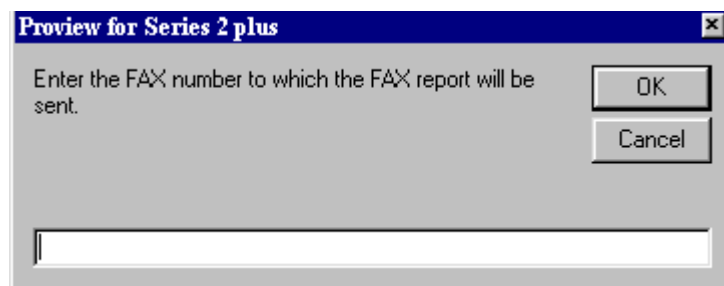 Proview for Series 2 plus
Enter the FAX number to which the FAX report will be
sent.
OK
Cancel